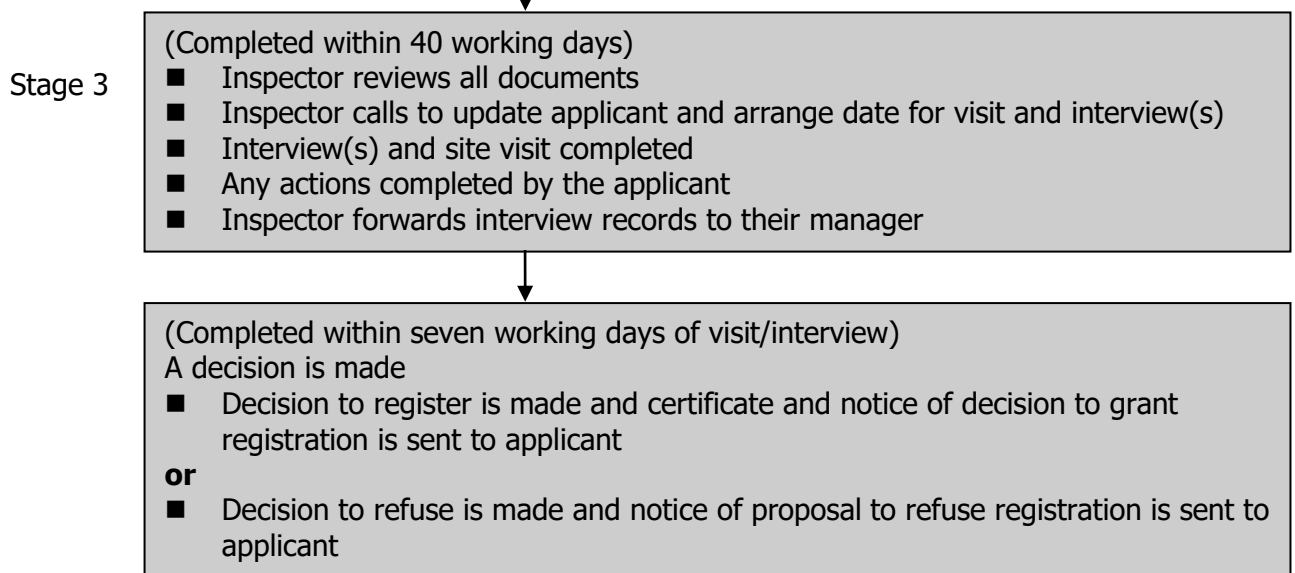 (Completed within 40 working days)
Stage 3
■ Inspector reviews all documents
■ Inspector calls to update applicant and arrange date for visit and interview(s)
■ Interview(s) and site visit completed
■ Any actions completed by the applicant
■ Inspector forwards interview records to their manager
(Completed within seven working days of visit/interview)
A decision is made
■ Decision to register is made and certificate and notice of decision to grant
registration is sent to applicant
or
■ Decision to refuse is made and notice of proposal to refuse registration is sent to
applicant